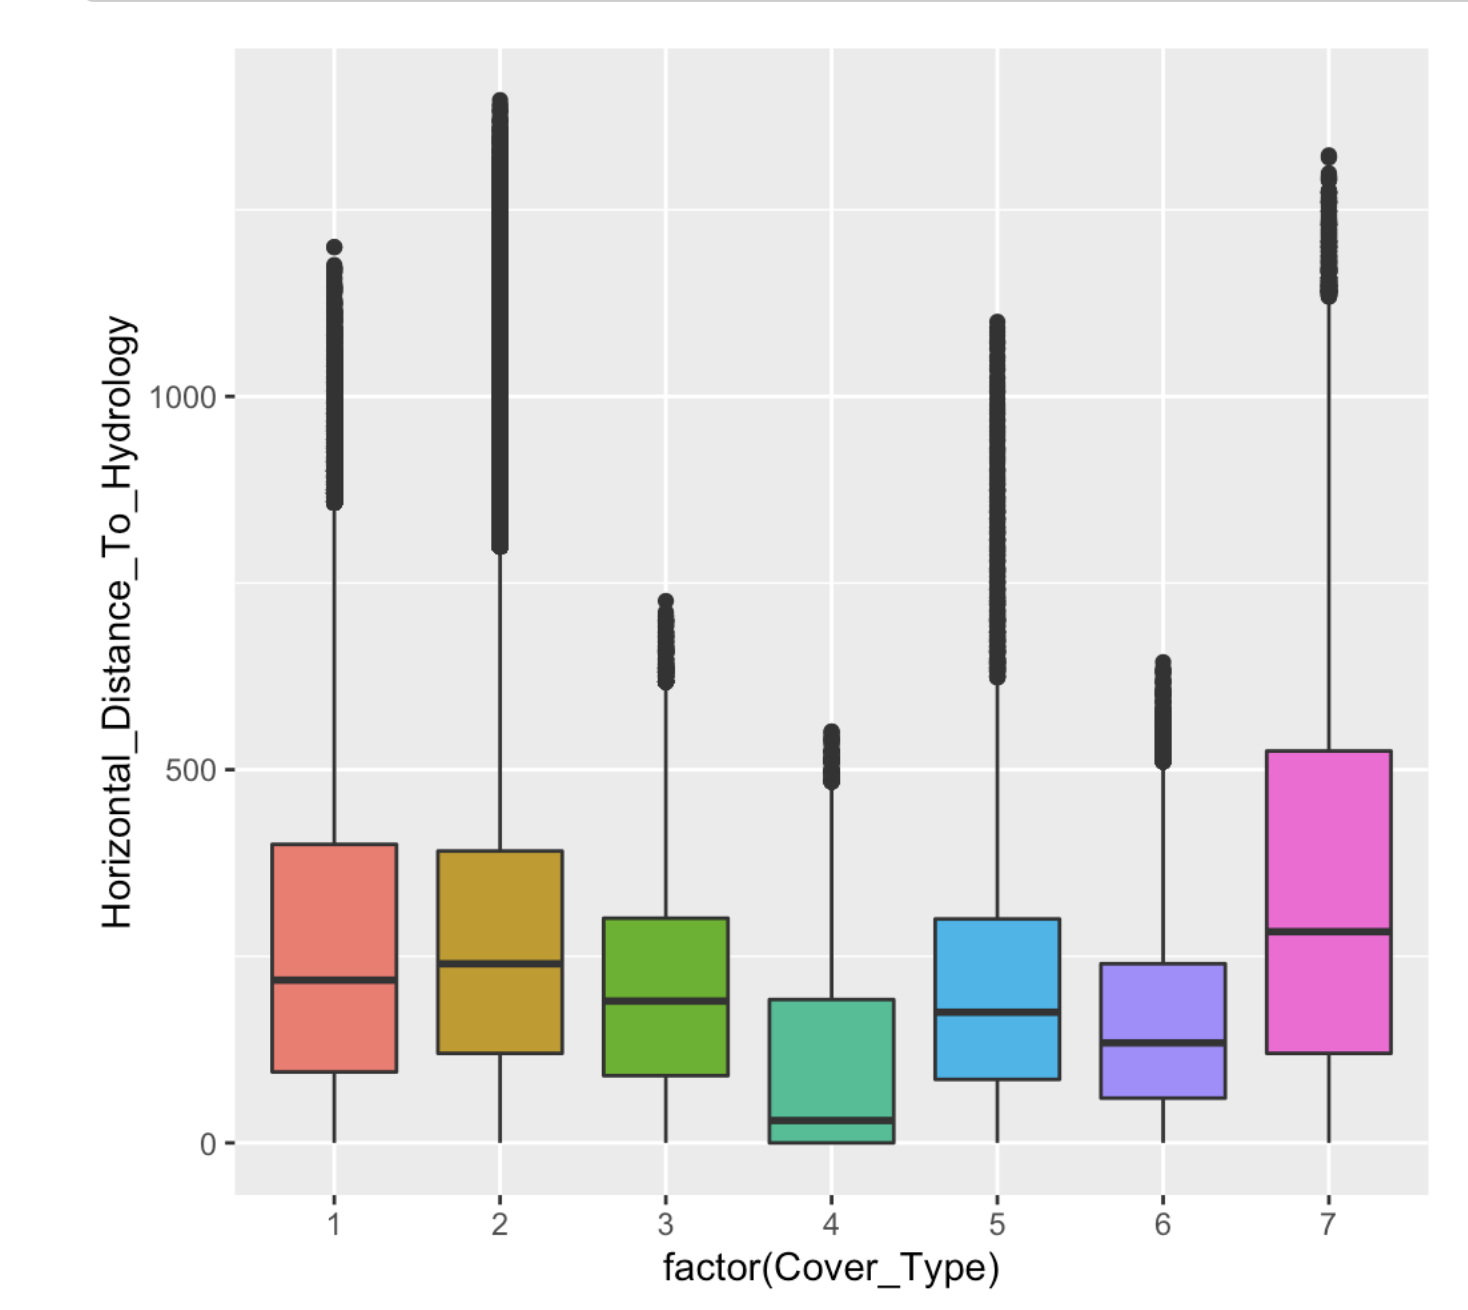 Horizontal_Distance_To_Hydrology
1000
500
0
1 2 3 4 5 6 7
factor(Cover_Type)